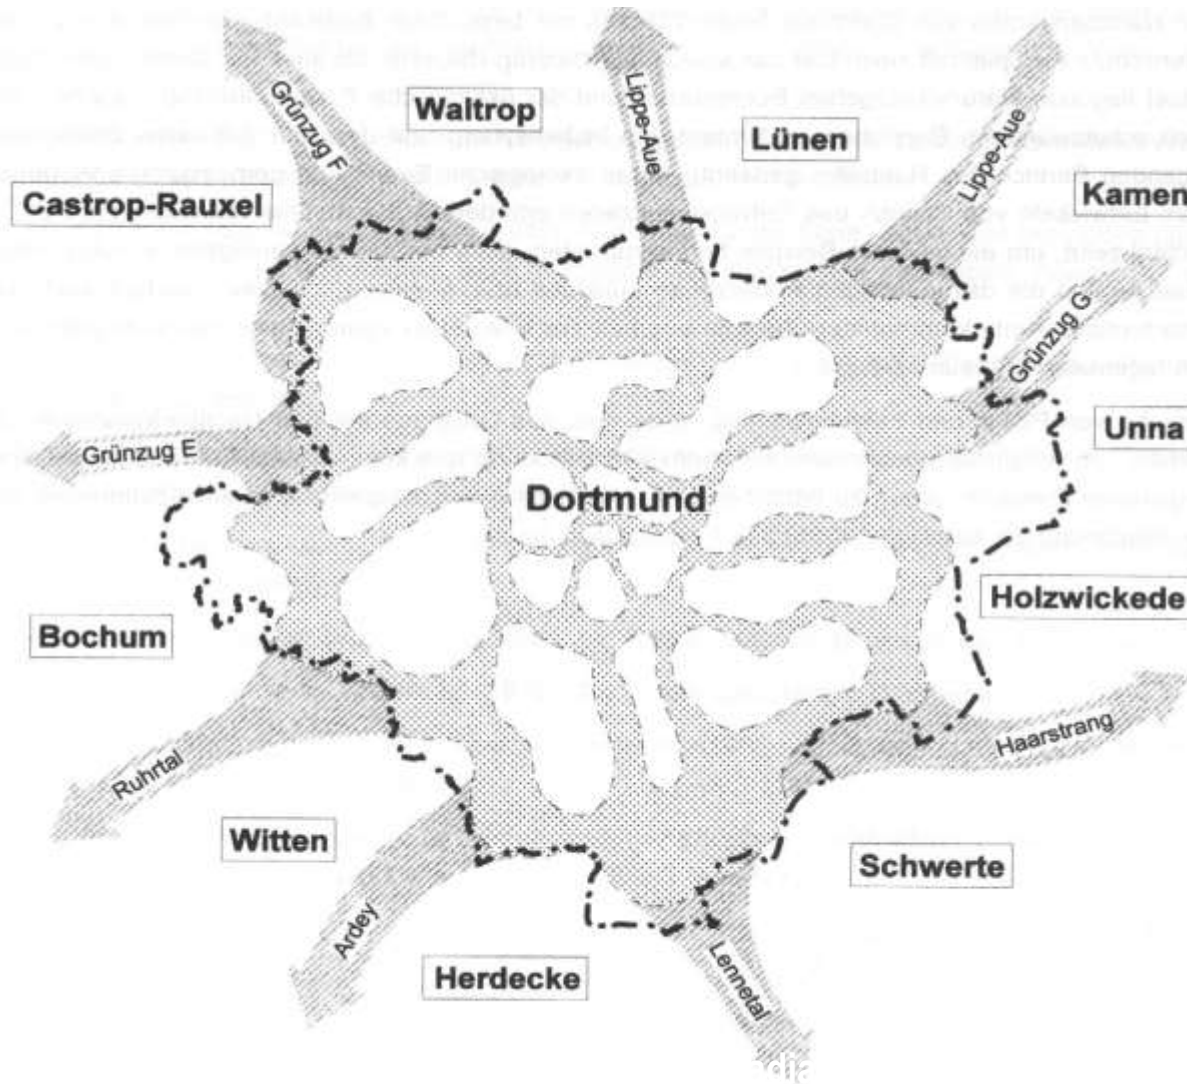 Grünzug F
Waltrop
Lippe-Aue
Lünen
Lippe-Aue
Kamen
Castrop-Rauxel
Grünzug G
Unna
Grünzug E
Dortmund
Holzwickede
Bochum
Haarstrang
Ruhrtal
Witten
Schwerte
Ardey
Herdecke
Lennetal